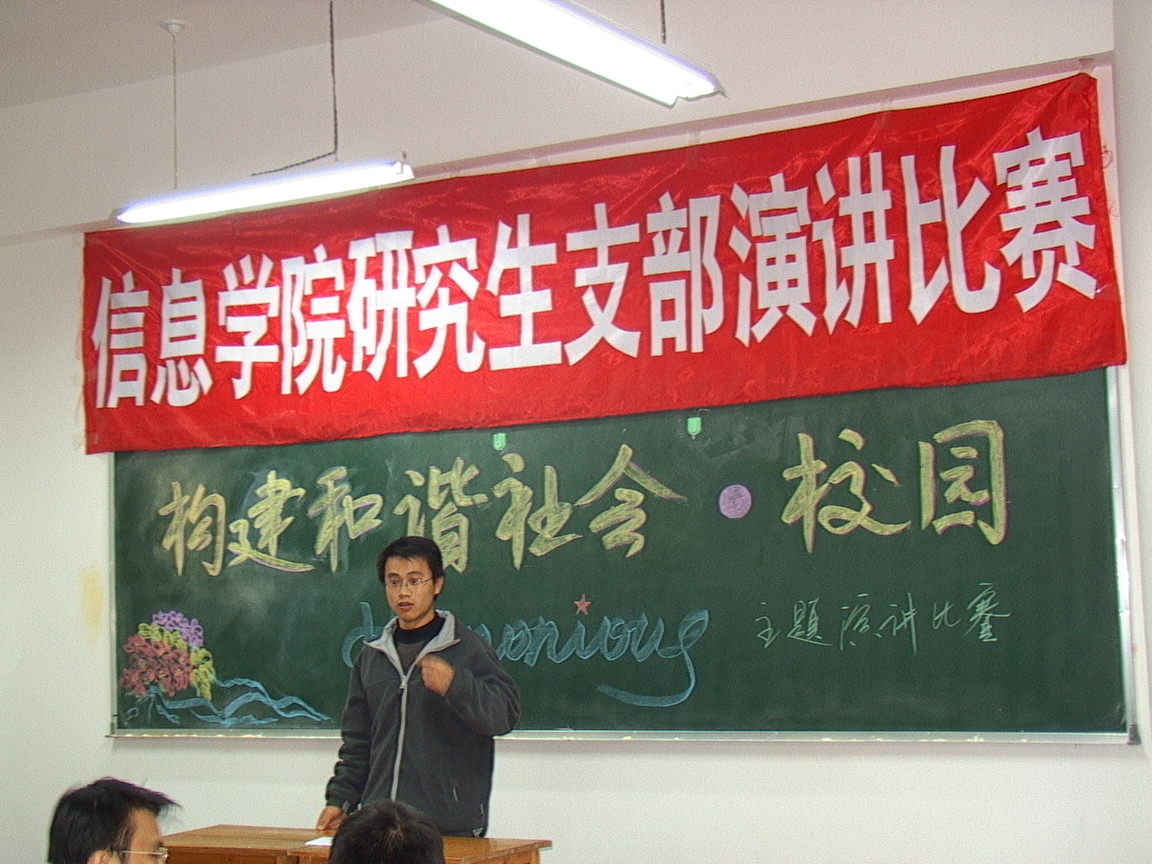 信息学院研究生支部演讲比赛
构建和谐社会·校园
主题演讲比赛